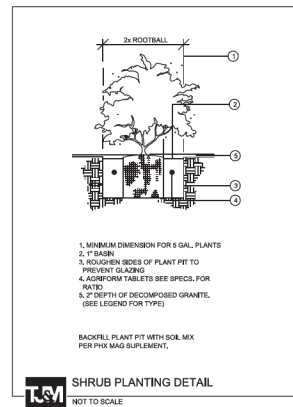 2x ROOTBALL
1
2
5
3
4
1. MINIMUM DIMENSION FOR 5 GAL. PLANTS
2. 1" BASIN
3. ROUGHEN SIDES OF PLANT PIT TO
PREVENT GLAZING
4. AGRIFORM TABLETS SEE SPECS. FOR
RATIO
5. 2" DEPTH OF DECOMPOSED GRANITE.
(SEE LEGEND FOR TYPE)
BACKFILL PLANT PIT WITH SOIL MIX
PER PHX MAG SUPLEMENT.
SHRUB PLANTING DETAIL
NOT TO SCALE